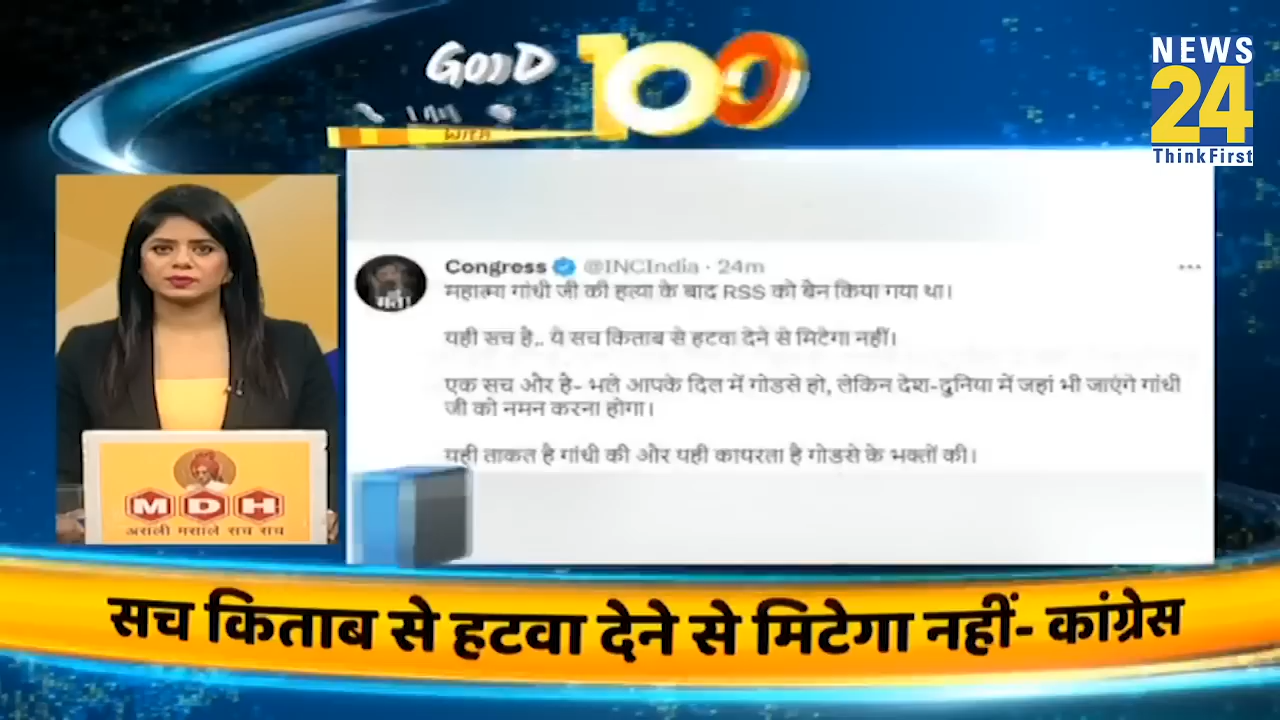 GOOD
100
WITH
NEWS
24
ThinkFirst
Congress @INCIndia · 24m
महात्मा गांधी जी की हत्या के बाद RSS को बैन किया गया था।
यही सच है.. ये सच किताब से हटवा देने से मिटेगा नहीं।
एक सच और है- भले आपके दिल में गोडसे हो, लेकिन देश-दुनिया में जहां भी जाएंगे गांधी
जी को नमन करना होगा।
यही ताकत है गांधी की और यही कायरता है गोडसे के भक्तों की।
MDH
असली मसाले सच सच
सच किताब से हटवा देने से मिटेगा नहीं- कांग्रेस